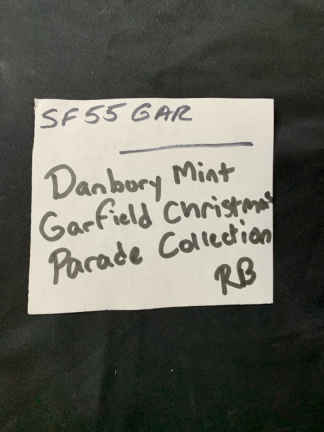 SF55 GAR
Danbury Mint
Garfield Christmas
Parade Collection
RB